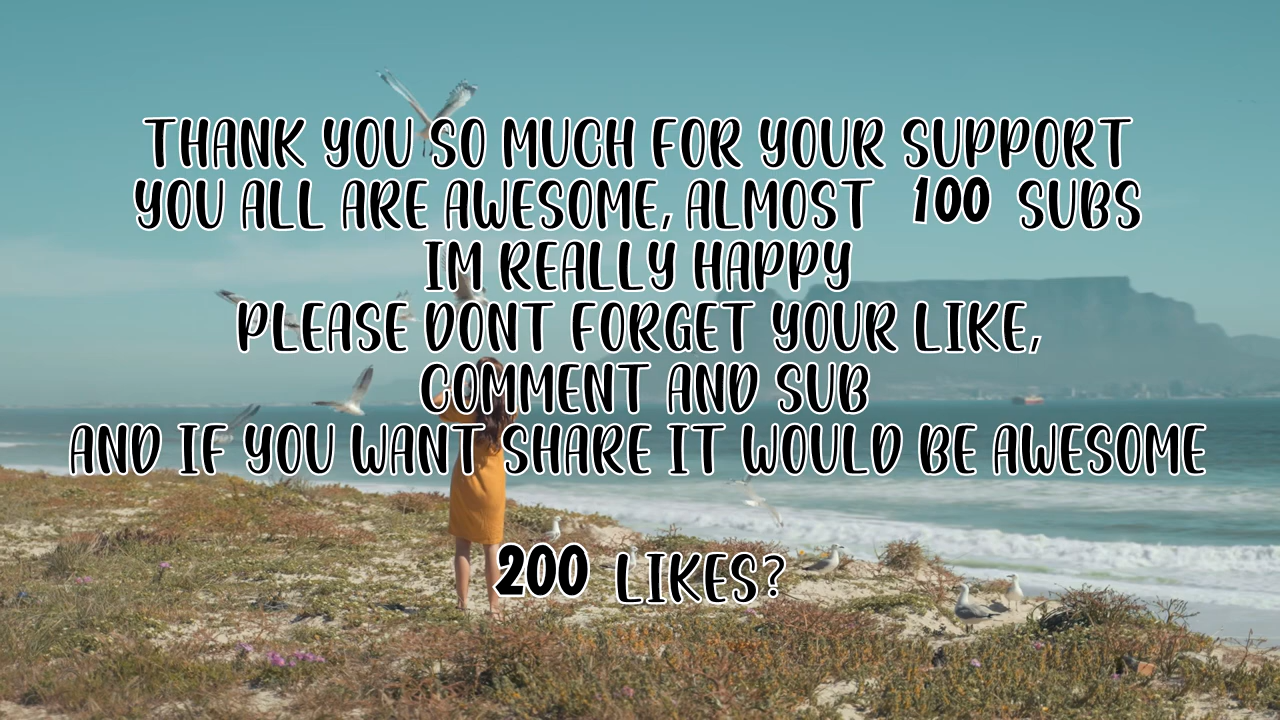 THANK YOU SO MUCH FOR YOUR SUPPORT
YOU ALL ARE AWESOME, ALMOST 100 SUBS
IM REALLY HAPPY
PLEASE DONT FORGET YOUR LIKE,
COMMENT AND SUB
AND IF YOU WANT SHARE IT WOULD BE AWESOME
200 LIKES?